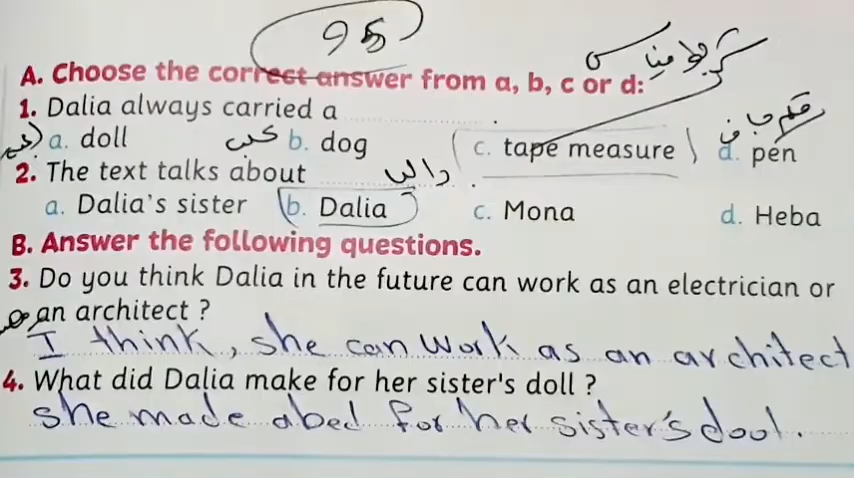 A. Choose the correct answer from a, b, c or d:
1. Dalia always carried a ................... .
a. doll b. dog c. tape measure d. pen
2. The text talks about ................... .
a. Dalia's sister b. Dalia c. Mona d. Heba
B. Answer the following questions.
3. Do you think Dalia in the future can work as an electrician or
an architect ?
I think, she can work as an architect
4. What did Dalia make for her sister's doll ?
She made abed for her sister's dool.